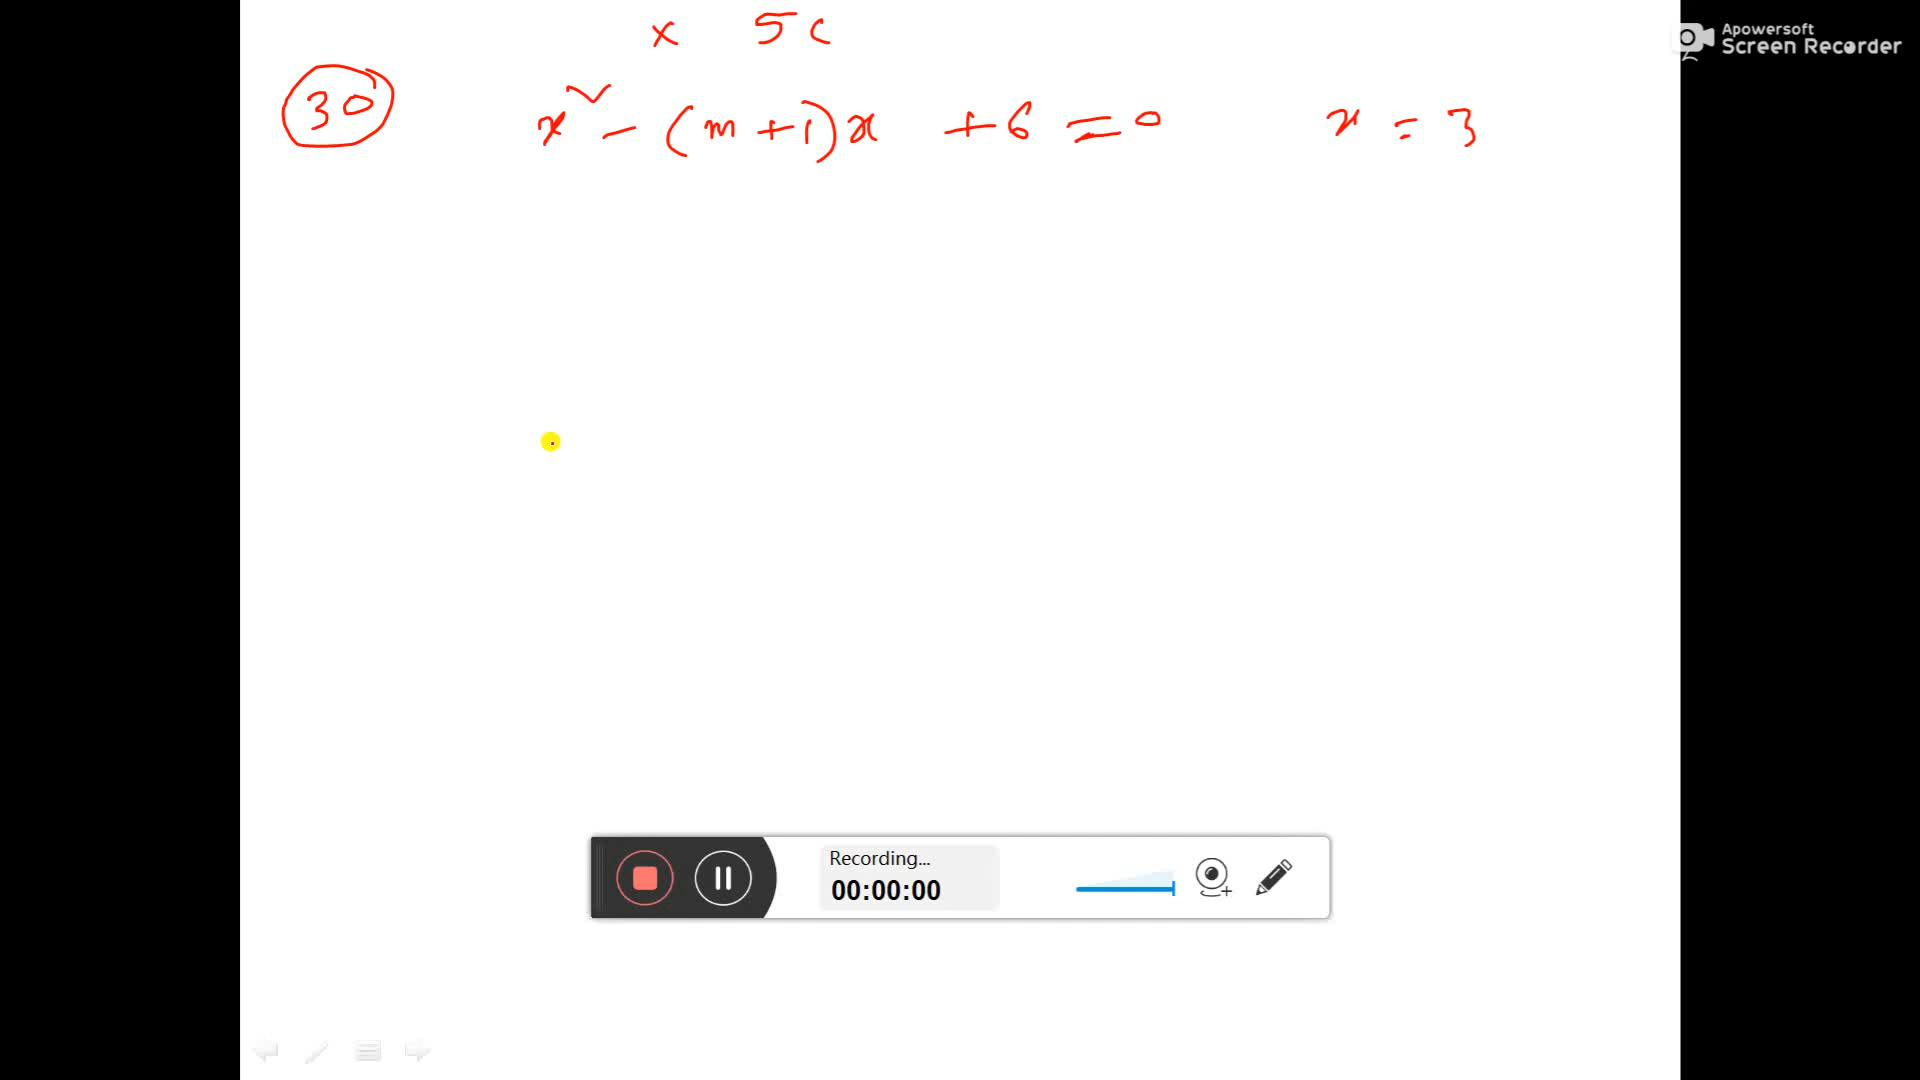 x 5c
Apowersoft
Screen Recorder
30 x² - (m+1)x + 6 = 0 x = 3
Recording...
00:00:00